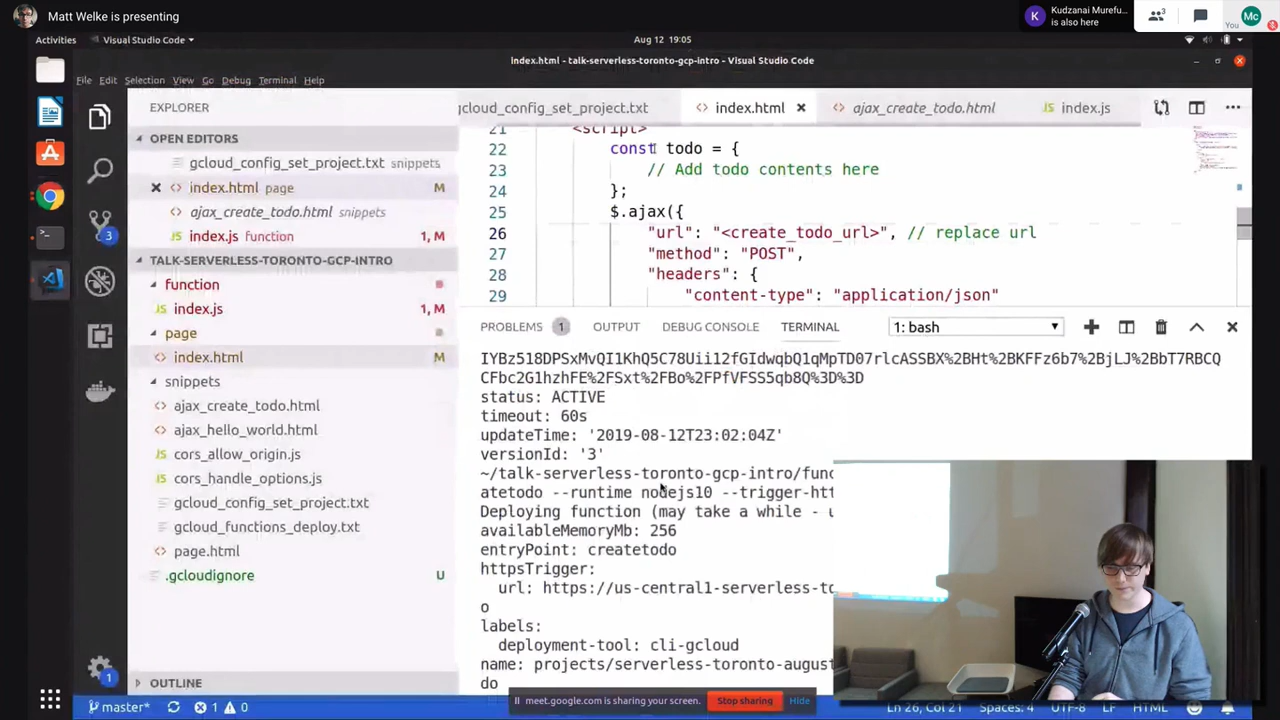 Matt Welke is presenting
K Kudzanai Murefu...
is also here
3
You
Mc
Activities
Visual Studio Code
Aug 12 19:05
index.html - talk-serverless-toronto-gcp-intro - Visual Studio Code
File Edit Selection View Go Debug Terminal Help
EXPLORER
OPEN EDITORS
gcloud_config_set_project.txt snippets
index.html page M
ajax_create_todo.html snippets
index.js function 1, M
TALK-SERVERLESS-TORONTO-GCP-INTRO
function
index.js 1, M
page
index.html M
snippets
ajax_create_todo.html
ajax_hello_world.html
cors_allow_origin.js
cors_handle_options.js
gcloud_config_set_project.txt
gcloud_functions_deploy.txt
page.html
.gcloudignore U
OUTLINE
3
1
gcloud_config_set_project.txt
index.html
ajax_create_todo.html
index.js
21 <script>
22 const todo = {
23 // Add todo contents here
24 };
25 $.ajax({
26 "url": "<create_todo_url>", // replace url
27 "method": "POST",
28 "headers": {
29 "content-type": "application/json"
PROBLEMS 1 OUTPUT DEBUG CONSOLE TERMINAL 1: bash
IYBz518DPSxMvQI1KhQ5C78Uii12fGIdwqbQ1qMpTD07rlcASSBX%2BHt%2BKFFz6b7%2BjLJ%2BbT7RBCQ
CFbc2G1hzhFE%2FSxt%2FBo%2FPfVFSS5qb8Q%3D%3D
status: ACTIVE
timeout: 60s
updateTime: '2019-08-12T23:02:04Z'
versionId: '3'
~/talk-serverless-toronto-gcp-intro/func
atetodo --runtime nodejs10 --trigger-htt
Deploying function (may take a while - u
availableMemoryMb: 256
entryPoint: createtodo
httpsTrigger:
url: https://us-central1-serverless-to
o
labels:
deployment-tool: cli-gcloud
name: projects/serverless-toronto-august
do
meet.google.com is sharing your screen. Stop sharing Hide
master* 1 0 Ln 26, Col 21 Spaces: 4 UTF-8 LF HTML